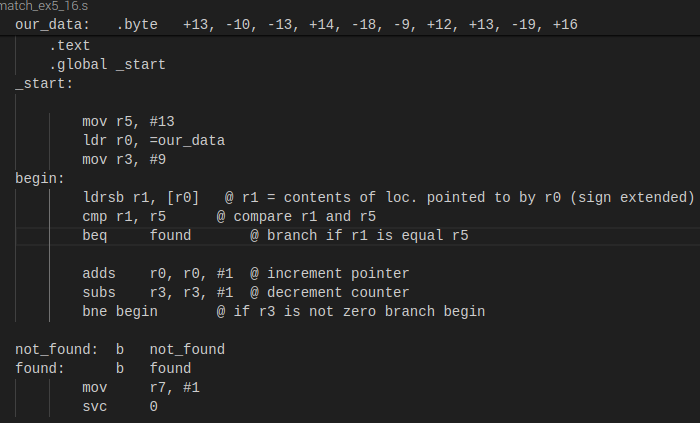 match_ex5_16.s
our_data: .byte +13, -10, -13, +14, -18, -9, +12, +13, -19, +16
.text
.global _start
_start:
mov r5, #13
ldr r0, =our_data
mov r3, #9
begin:
ldrsb r1, [r0] @ r1 = contents of loc. pointed to by r0 (sign extended)
cmp r1, r5 @ compare r1 and r5
beq found @ branch if r1 is equal r5
adds r0, r0, #1 @ increment pointer
subs r3, r3, #1 @ decrement counter
bne begin @ if r3 is not zero branch begin
not_found: b not_found
found: b found
mov r7, #1
svc 0